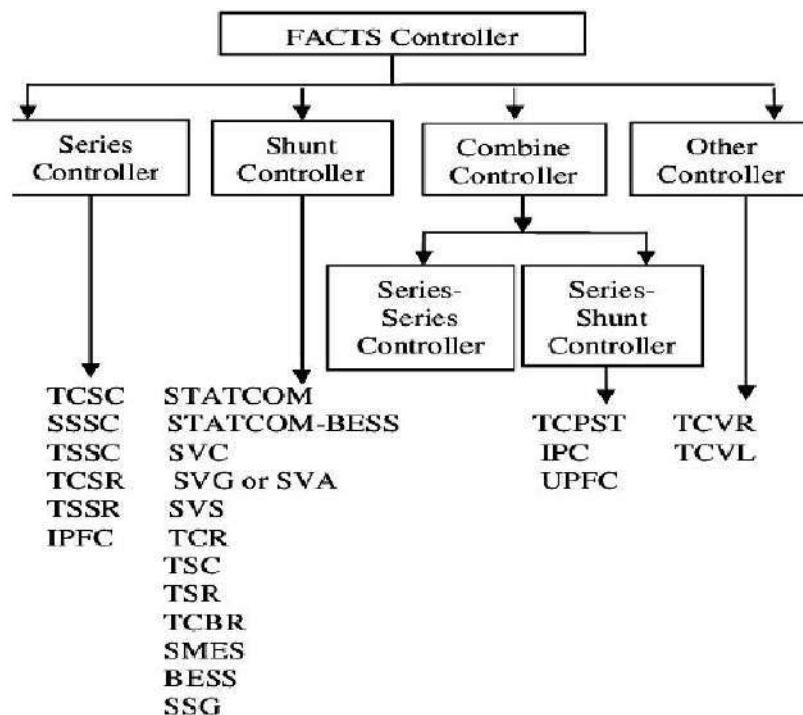 FACTS Controller
Series
Controller
Shunt
Controller
Combine
Controller
Other
Controller
Series-
Series
Controller
Series-
Shunt
Controller
TCSC
SSSC
TSSC
TCSR
TSSR
IPFC
STATCOM
STATCOM-BESS
SVC
SVG or SVA
SVS
TCR
TSC
TSR
TCBR
SMES
BESS
SSG
TCPST
IPC
UPFC
TCVR
TCVL